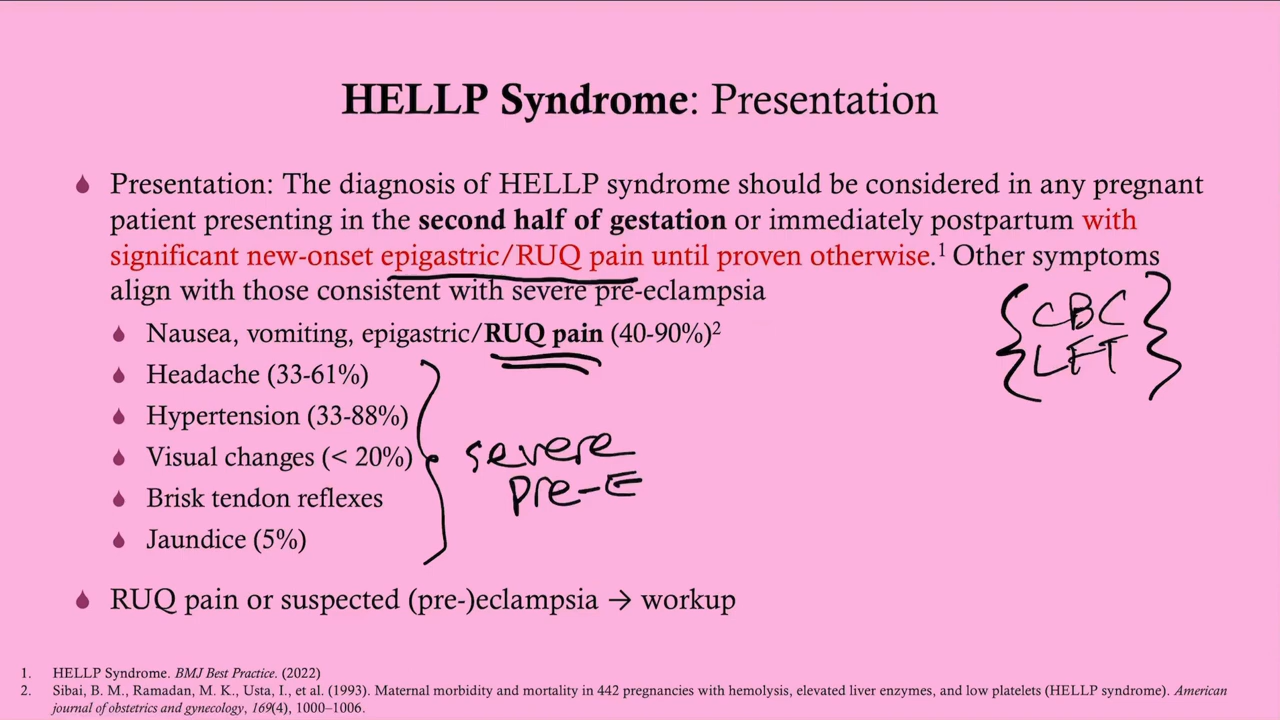 HELLP Syndrome: Presentation
Presentation: The diagnosis of HELLP syndrome should be considered in any pregnant
patient presenting in the second half of gestation or immediately postpartum with
significant new-onset epigastric/RUQ pain until proven otherwise.¹ Other symptoms
align with those consistent with severe pre-eclampsia
CBC
LFT
Nausea, vomiting, epigastric/RUQ pain (40-90%)²
Headache (33-61%)
Hypertension (33-88%)
Visual changes (< 20%)
Brisk tendon reflexes
Jaundice (5%)
severe
pre-E
RUQ pain or suspected (pre-)eclampsia → workup
1. HELLP Syndrome. BMJ Best Practice. (2022)
2. Sibai, B. M., Ramadan, M. K., Usta, I., et al. (1993). Maternal morbidity and mortality in 442 pregnancies with hemolysis, elevated liver enzymes, and low platelets (HELLP syndrome). American
journal of obstetrics and gynecology, 169(4), 1000–1006.